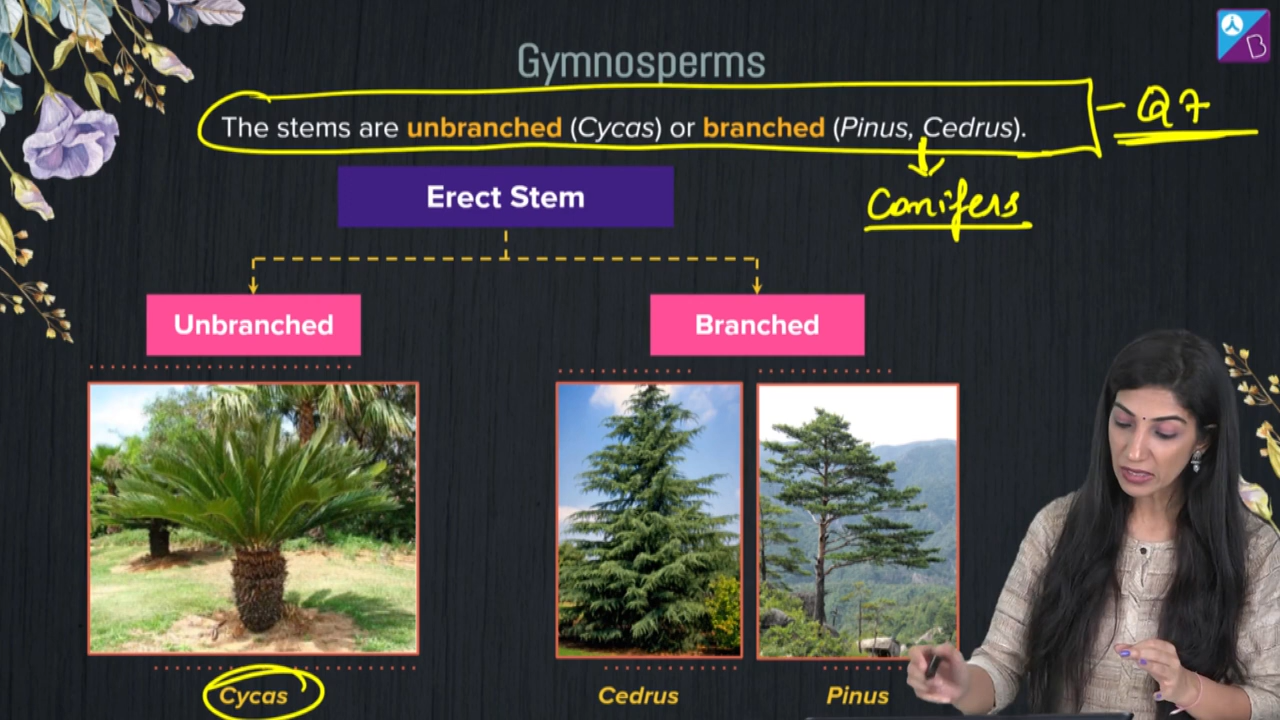 Gymnosperms
The stems are unbranched (Cycas) or branched (Pinus, Cedrus).
- Q7
Conifers
Erect Stem
Unbranched
Branched
Cycas
Cedrus
Pinus
B